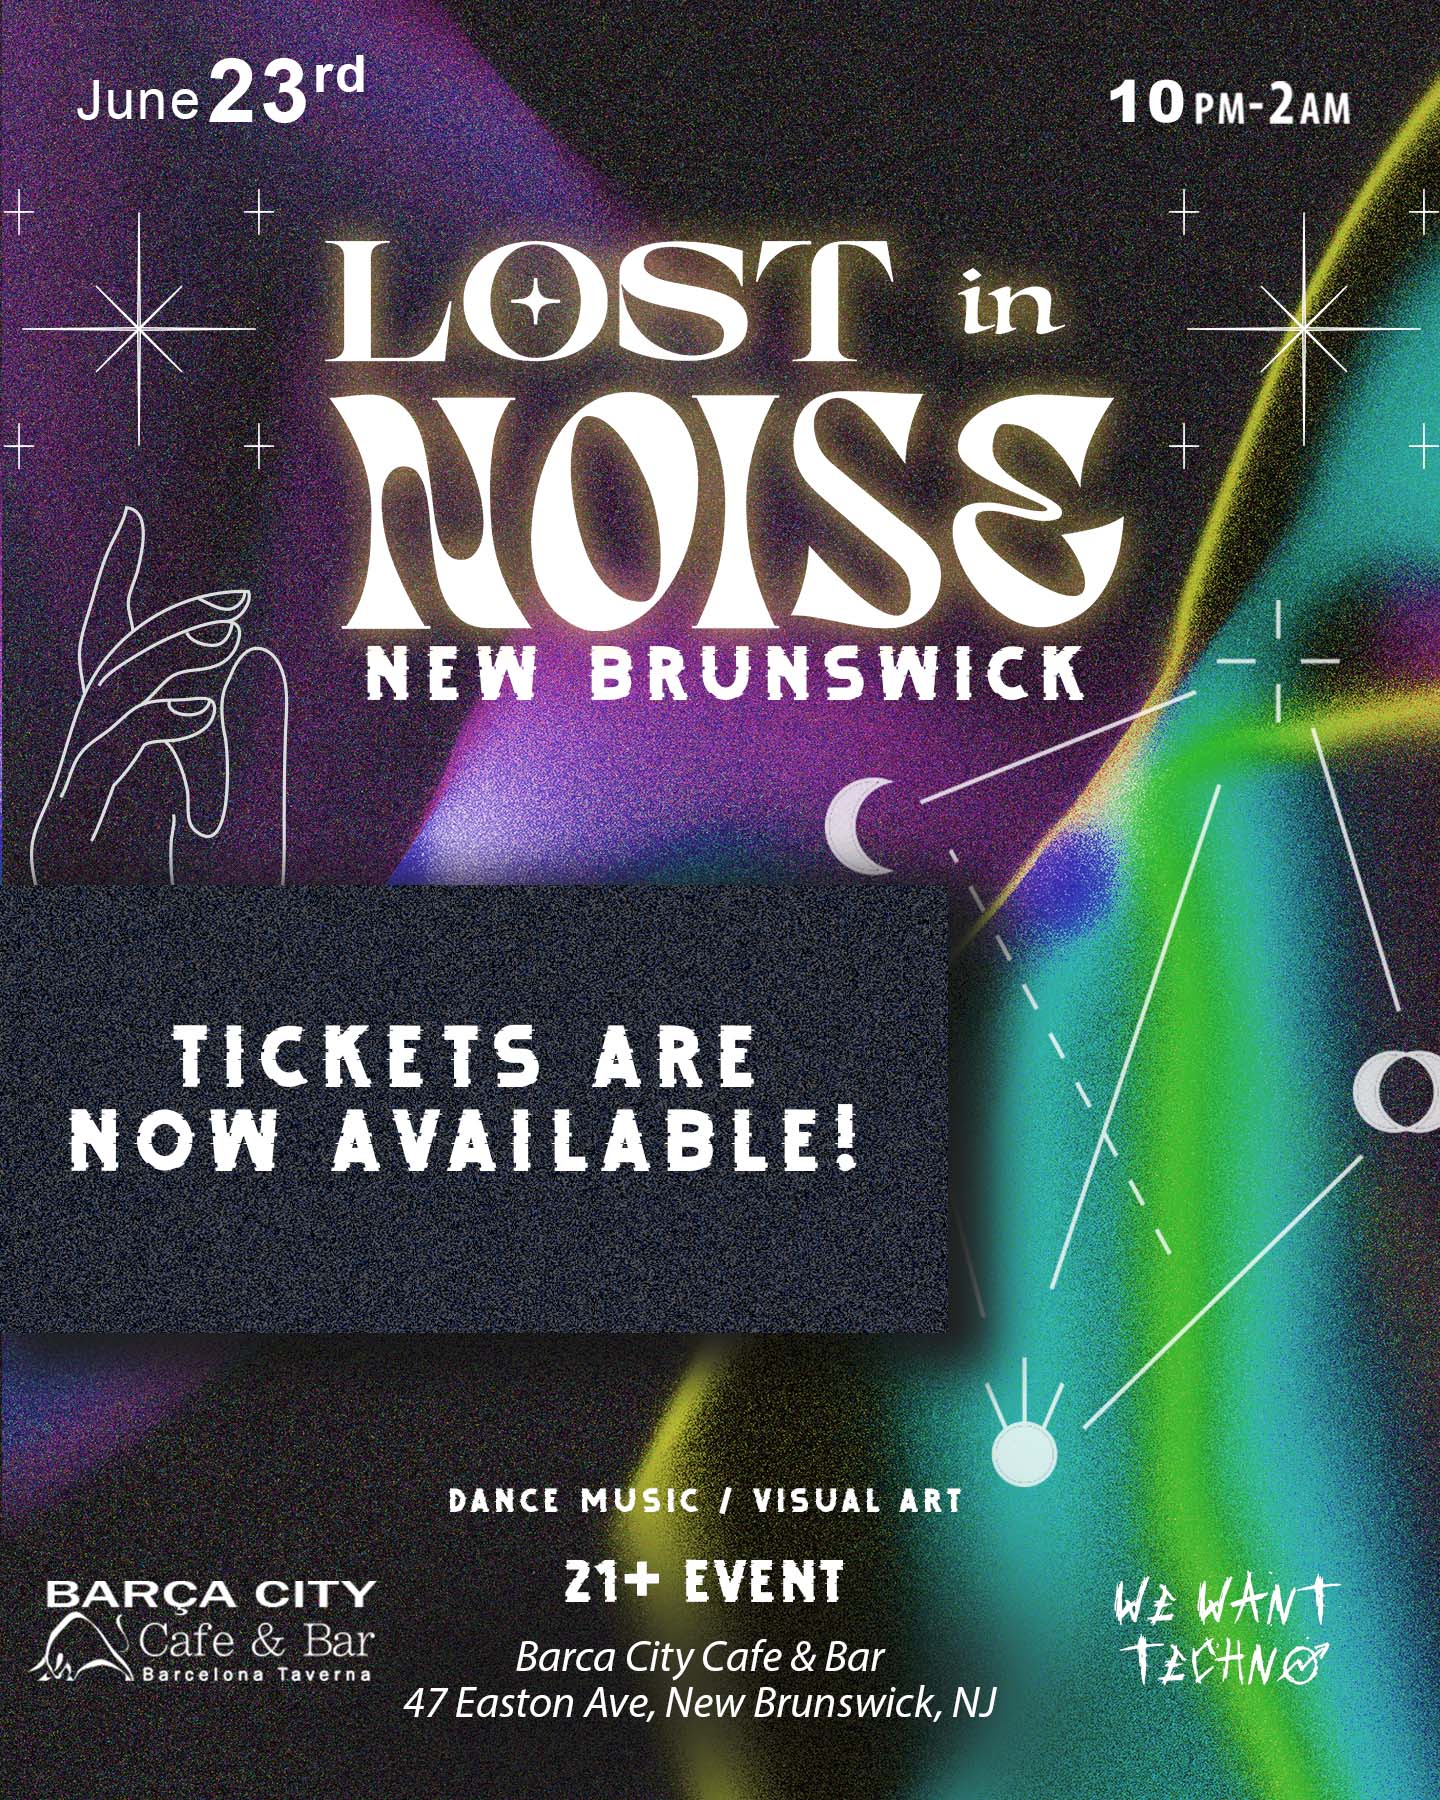 June 23rd
10 PM-2 AM
LOST in
NOISE
NEW BRUNSWICK
TICKETS ARE
NOW AVAILABLE!
DANCE MUSIC / VISUAL ART
21+ EVENT
BARÇA CITY
Cafe & Bar
Barcelona Taverna
Barca City Cafe & Bar
47 Easton Ave, New Brunswick, NJ
WE WANT
TECHNO